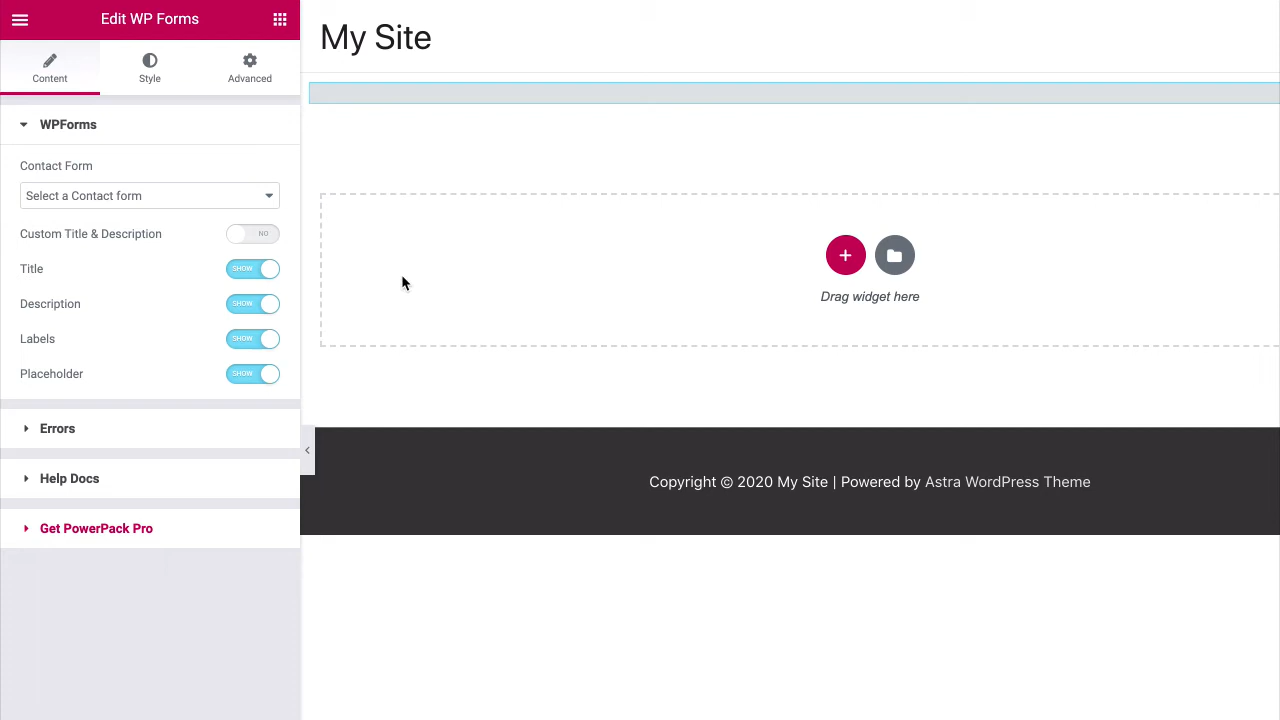 Edit WP Forms
Content
Style
Advanced
WPForms
Contact Form
Select a Contact form
Custom Title & Description
NO
Title
SHOW
Description
SHOW
Labels
SHOW
Placeholder
SHOW
Errors
Help Docs
Get PowerPack Pro
My Site
Drag widget here
Copyright © 2020 My Site | Powered by Astra WordPress Theme